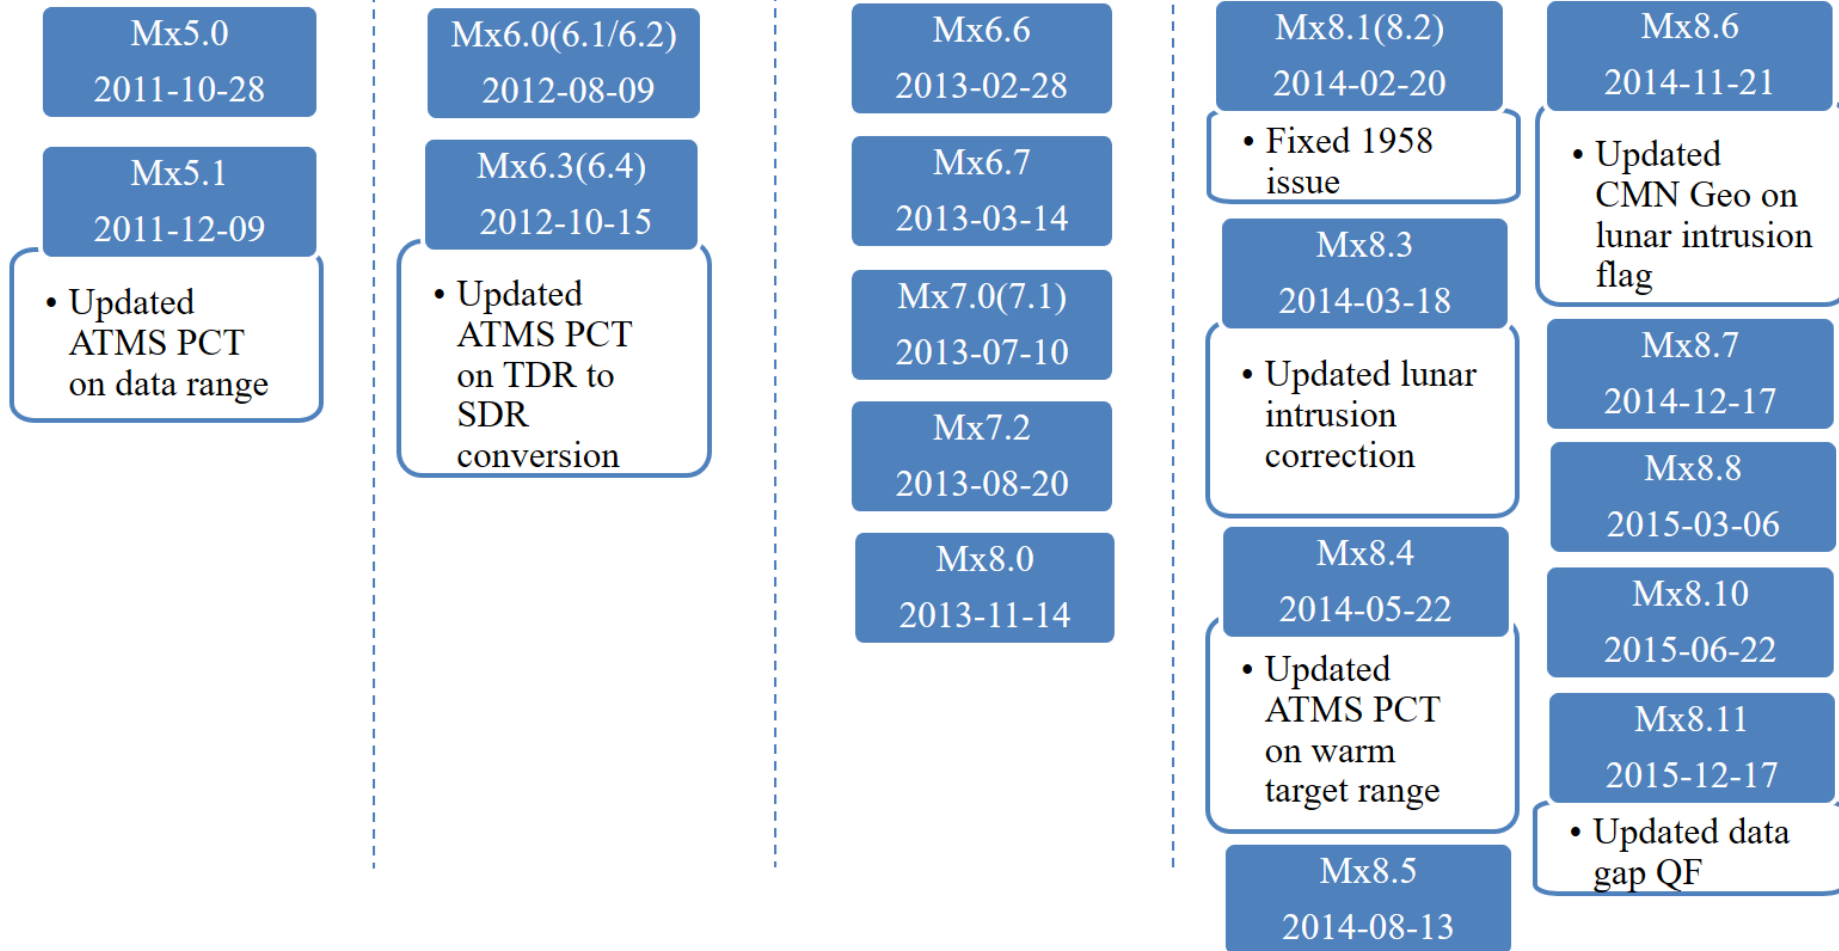 Mx5.0
2011-10-28
Mx5.1
2011-12-09
• Updated
ATMS PCT
on data range
Mx6.0(6.1/6.2)
2012-08-09
Mx6.3(6.4)
2012-10-15
• Updated
ATMS PCT
on TDR to
SDR
conversion
Mx6.6
2013-02-28
Mx6.7
2013-03-14
Mx7.0(7.1)
2013-07-10
Mx7.2
2013-08-20
Mx8.0
2013-11-14
Mx8.1(8.2)
2014-02-20
• Fixed 1958
issue
Mx8.3
2014-03-18
• Updated lunar
intrusion
correction
Mx8.4
2014-05-22
• Updated
ATMS PCT
on warm
target range
Mx8.5
2014-08-13
Mx8.6
2014-11-21
• Updated
CMN Geo on
lunar intrusion
flag
Mx8.7
2014-12-17
Mx8.8
2015-03-06
Mx8.10
2015-06-22
Mx8.11
2015-12-17
• Updated data
gap QF